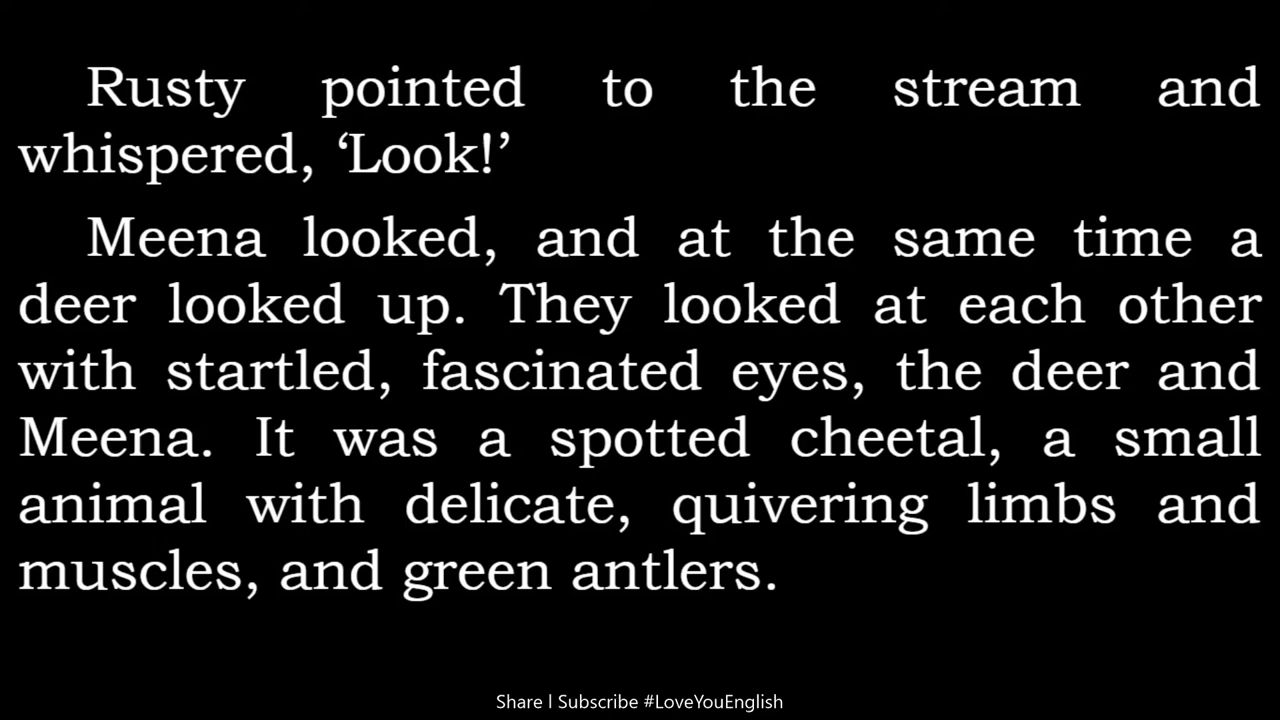 Rusty pointed to the stream and
whispered, ‘Look!’
Meena looked, and at the same time a
deer looked up. They looked at each other
with startled, fascinated eyes, the deer and
Meena. It was a spotted cheetal, a small
animal with delicate, quivering limbs and
muscles, and green antlers.
Share l Subscribe #LoveYouEnglish